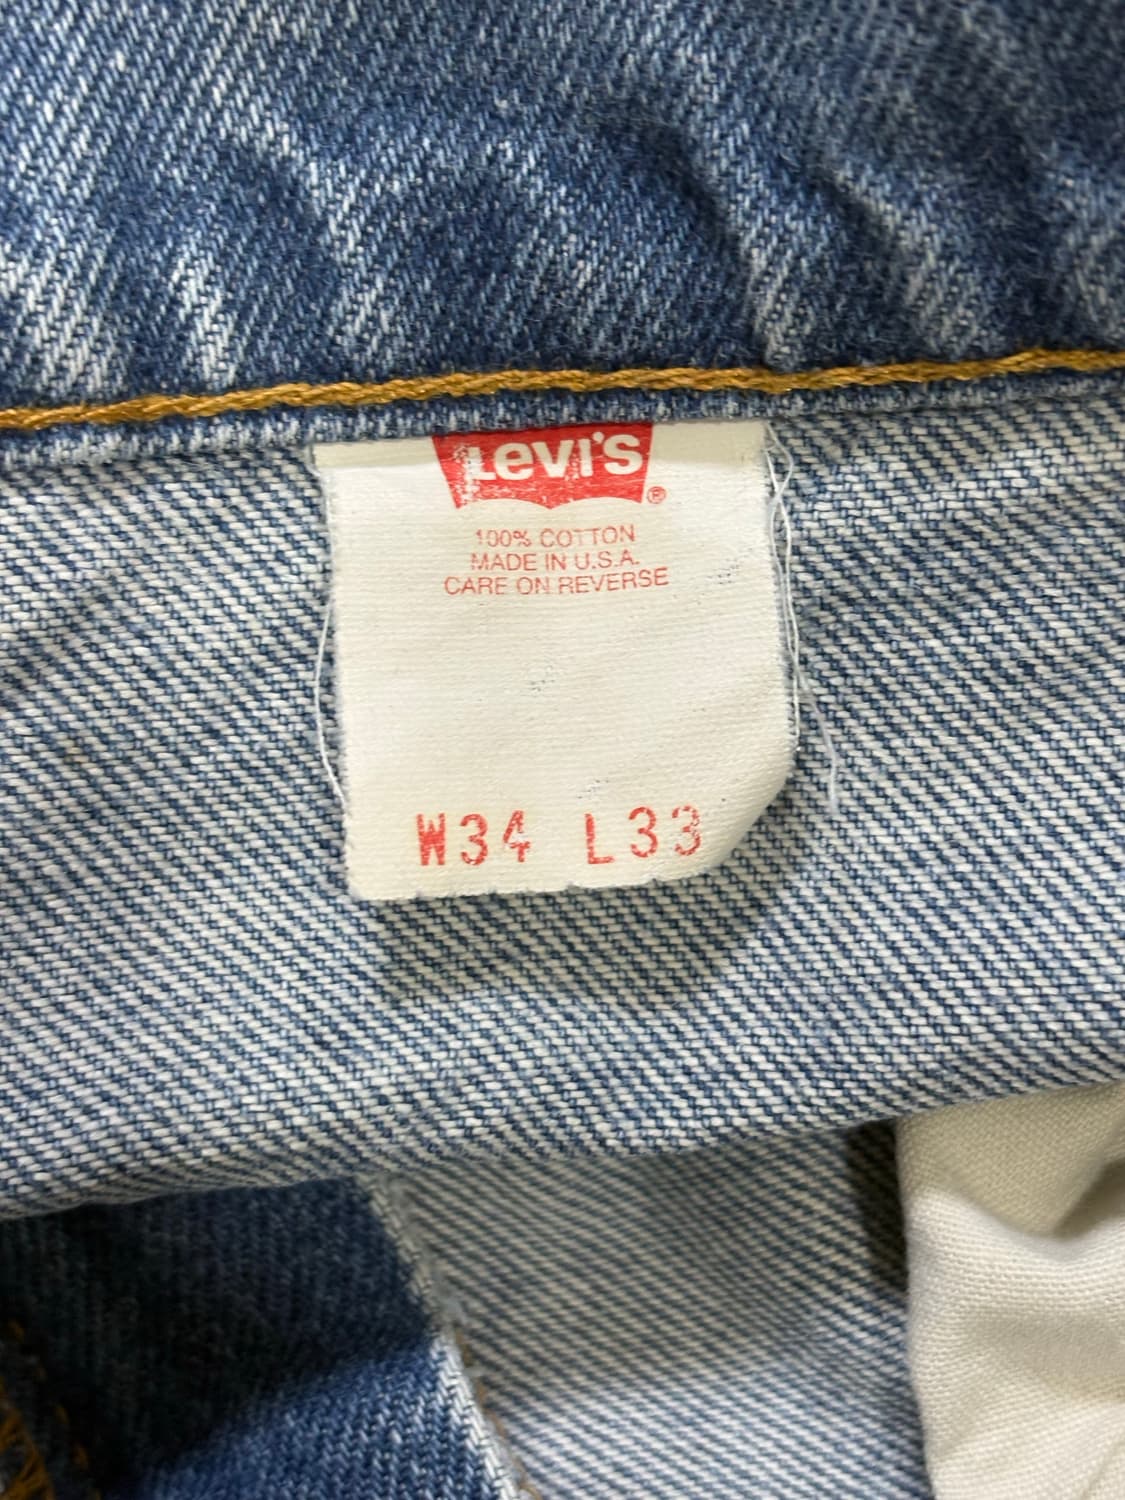 Levi's ®
100% COTTON
MADE IN U.S.A.
CARE ON REVERSE
W34 L33